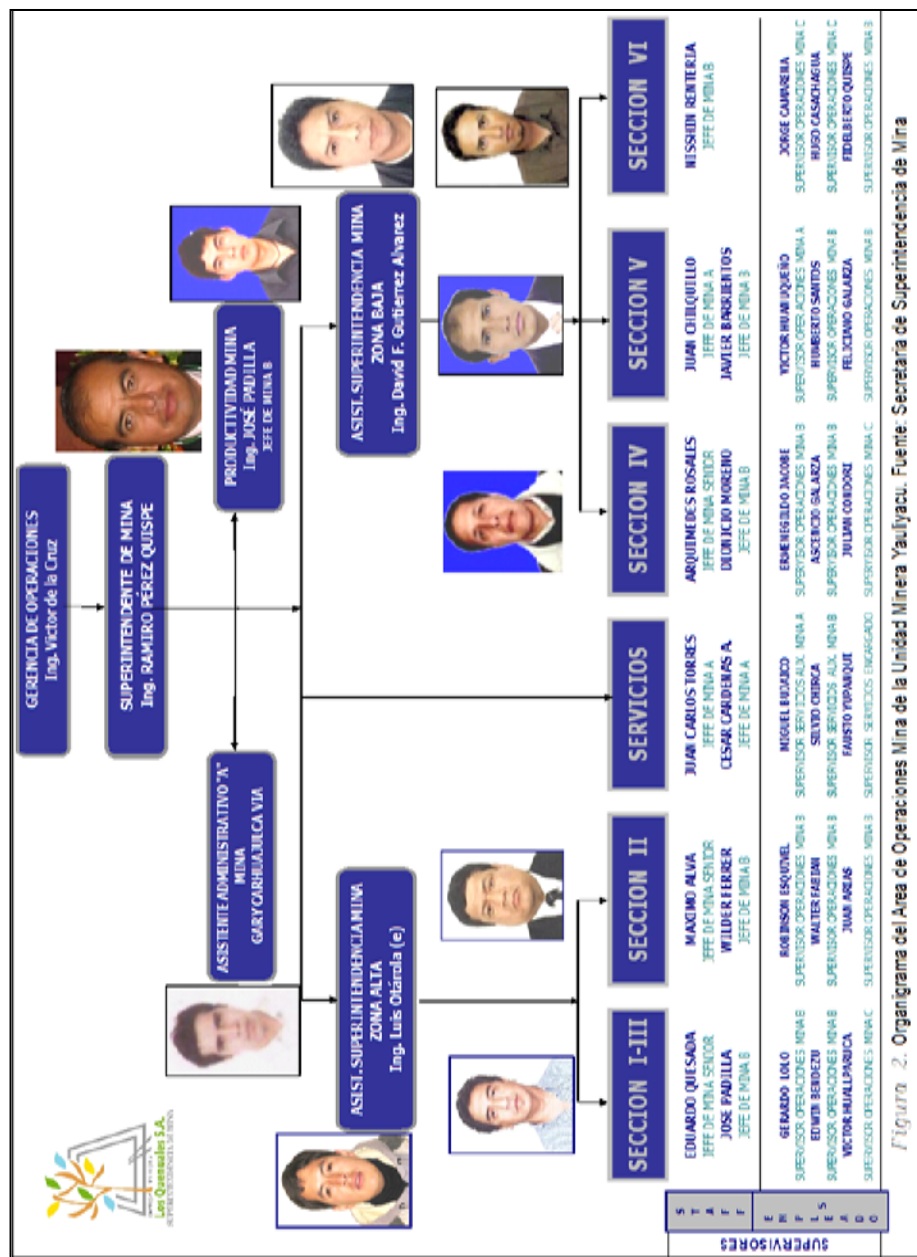 Los Quenuales S.A.
SUPERINTENDENCIA DE MINA
GERENCIA DE OPERACIONES
Ing. Victor de la Cruz
SUPERINTENDENTE DE MINA
Ing. RAMIRO PÉREZ QUISPE
ASISTENTE ADMINISTRATIVO "A"
MINA
GARY CARHUAJULCA VIA
PRODUCTIVIDAD MINA
Ing. JOSÉ PADILLA
JEFE DE MINA B
ASIST. SUPERINTENDENCIA MINA
ZONA ALTA
Ing. Luis Otárola (e)
ASIST. SUPERINTENDENCIA MINA
ZONA BAJA
Ing. David F. Gutierrez Alvarez
SECCION I-III
SECCION II
SERVICIOS
SECCION IV
SECCION V
SECCION VI
SUPERVISORES
STAFF
EDUARDO QUESADA
JEFE DE MINA SENIOR
JOSE PADILLA
JEFE DE MINA B
MAXIMO ALVA
JEFE DE MINA SENIOR
WILDER FERRER
JEFE DE MINA B
JUAN CARLOS TORRES
JEFE DE MINA A
CESAR CARDENAS A.
JEFE DE MINA A
ARQUIMEDES ROSALES
JEFE DE MINA SENIOR
DIONICIO MORENO
JEFE DE MINA B
JUAN CHUQUILLO
JEFE DE MINA A
JAVIER BARRIENTOS
JEFE DE MINA B
NISSHIN RENTERIA
JEFE DE MINA B
GERARDO LOLO
SUPERVISOR OPERACIONES MINA B
EDWIN BENDEZU
SUPERVISOR OPERACIONES MINA B
VICTOR HUALLPARUCA
SUPERVISOR OPERACIONES MINA C
ROBINSON ESQUIVEL
SUPERVISOR OPERACIONES MINA B
WALTER FABIAN
SUPERVISOR OPERACIONES MINA B
JUAN ARIAS
SUPERVISOR OPERACIONES MINA B
MIGUEL
SUPERVISOR SERVICIOS AUX. MINA A
SILVIO CHIRCA
SUPERVISOR SERVICIOS AUX. MINA B
FAUSTO YUPANQUI
SUPERVISOR SERVICIOS ENCARGADO
ERMENEGILDO JACOBE
SUPERVISOR OPERACIONES MINA B
ASCENCIO GALARZA
SUPERVISOR OPERACIONES MINA B
JULIAN CONDORI
SUPERVISOR OPERACIONES MINA C
VICTOR HUAMUQUEÑO
SUPERVISOR OPERACIONES MINA A
HUMBERTO SANTOS
SUPERVISOR OPERACIONES MINA B
FELICIANO GALARZA
SUPERVISOR OPERACIONES MINA B
JORGE CAMARENA
SUPERVISOR OPERACIONES MINA C
HUGO CASACHAGUA
SUPERVISOR OPERACIONES MINA C
FIDELBERTO QUISPE
SUPERVISOR OPERACIONES MINA B
Figura 2. Organigrama del Area de Operaciones Mina de la Unidad Minera Yauliyacu. Fuente: Secretaria de Superintendencia de Mina